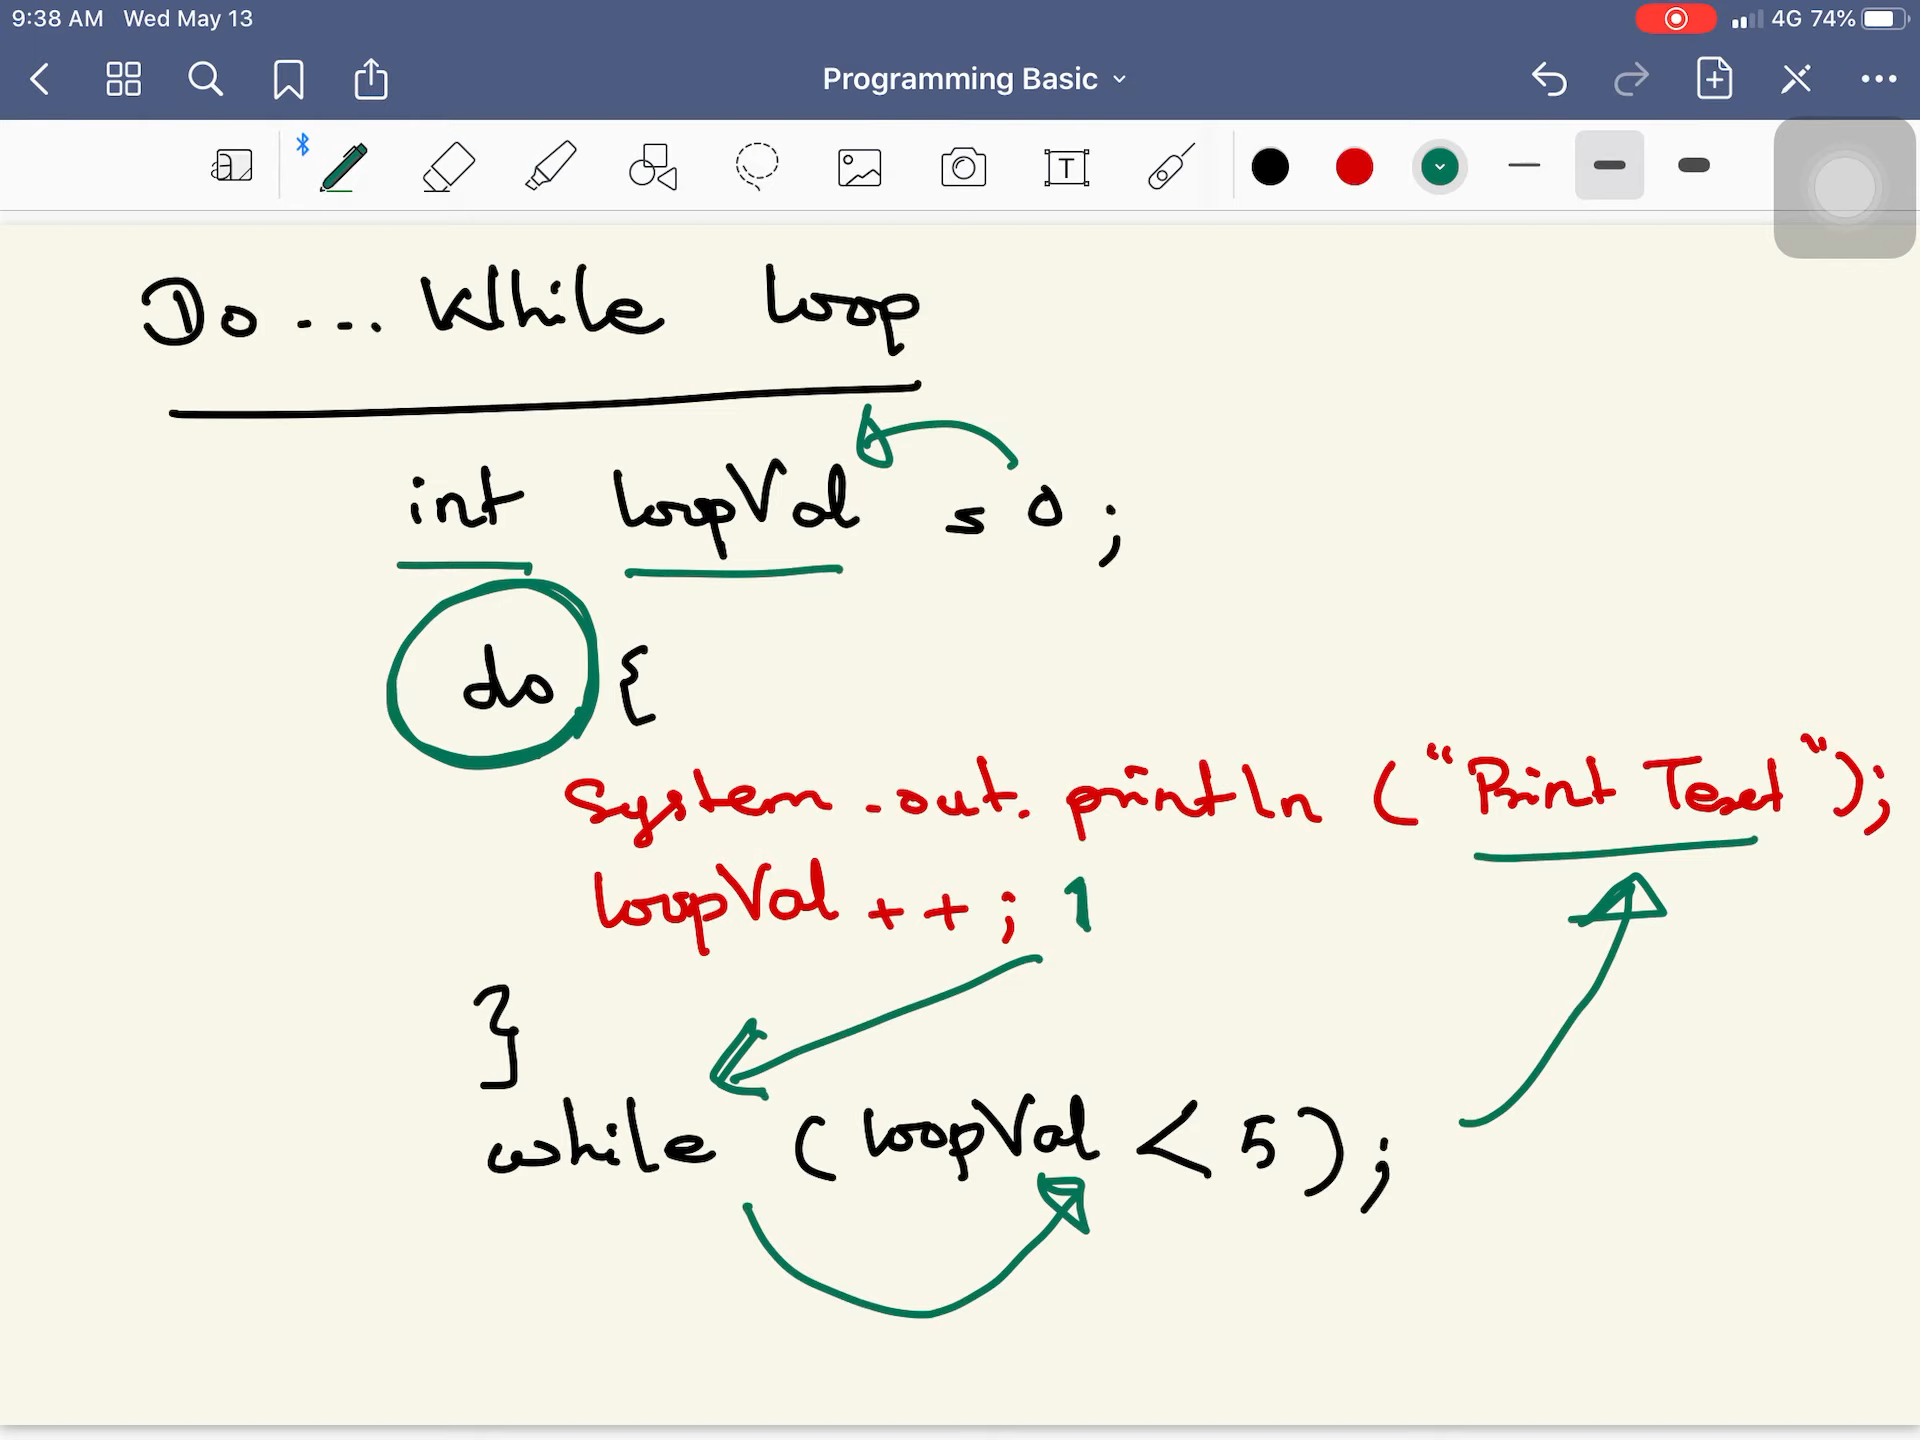 9:38 AM Wed May 13 4G 74%
Programming Basic
Do... While loop
int loopVal = 0;
do {
System.out.println ("Print Text");
loopVal ++; 1
}
while (loopVal < 5);